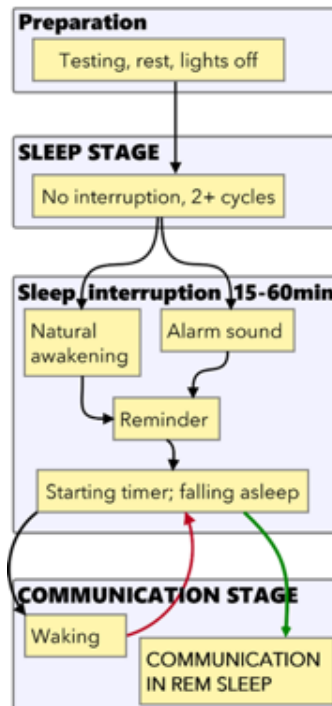 Preparation
Testing, rest, lights off
SLEEP STAGE
No interruption, 2+ cycles
Sleep interruption 15-60min
Natural
awakening
Alarm sound
Reminder
Starting timer; falling asleep
COMMUNICATION STAGE
Waking
COMMUNICATION
IN REM SLEEP